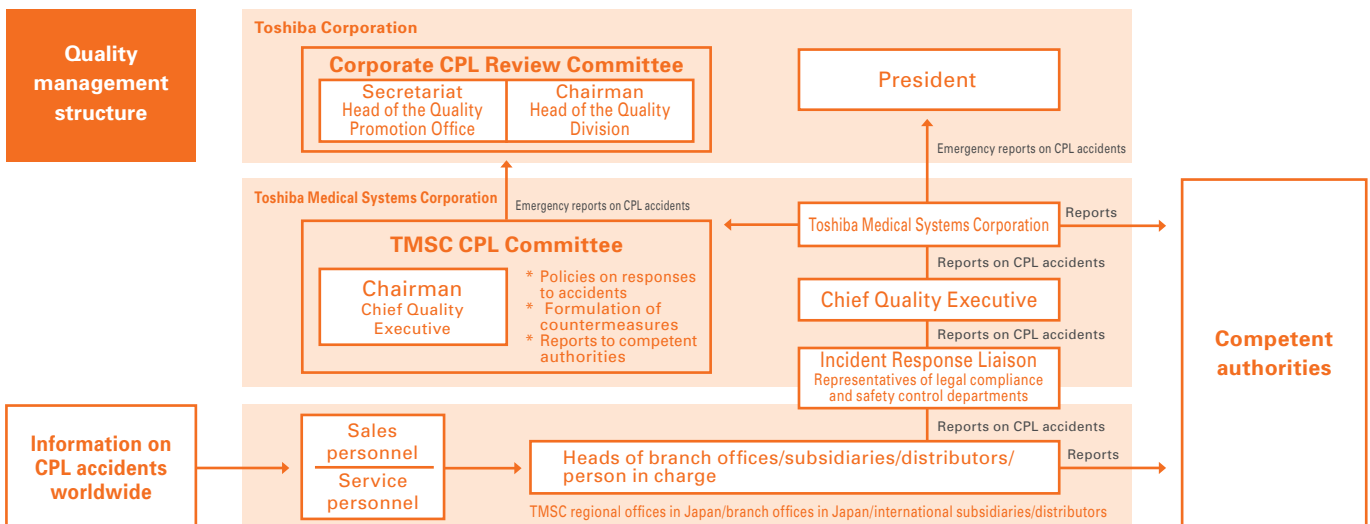 Quality
management
structure
Toshiba Corporation
Corporate CPL Review Committee
Secretariat
Head of the Quality
Promotion Office
Chairman
Head of the Quality
Division
President
Emergency reports on CPL accidents
Toshiba Medical Systems Corporation
Emergency reports on CPL accidents
TMSC CPL Committee
Chairman
Chief Quality
Executive
* Policies on responses
to accidents
* Formulation of
countermeasures
* Reports to competent
authorities
Toshiba Medical Systems Corporation
Reports
Reports on CPL accidents
Chief Quality Executive
Reports on CPL accidents
Incident Response Liaison
Representatives of legal compliance
and safety control departments
Reports on CPL accidents
Competent
authorities
Information on
CPL accidents
worldwide
Sales
personnel
Service
personnel
Heads of branch offices/subsidiaries/distributors/
person in charge
Reports
TMSC regional offices in Japan/branch offices in Japan/international subsidiaries/distributors